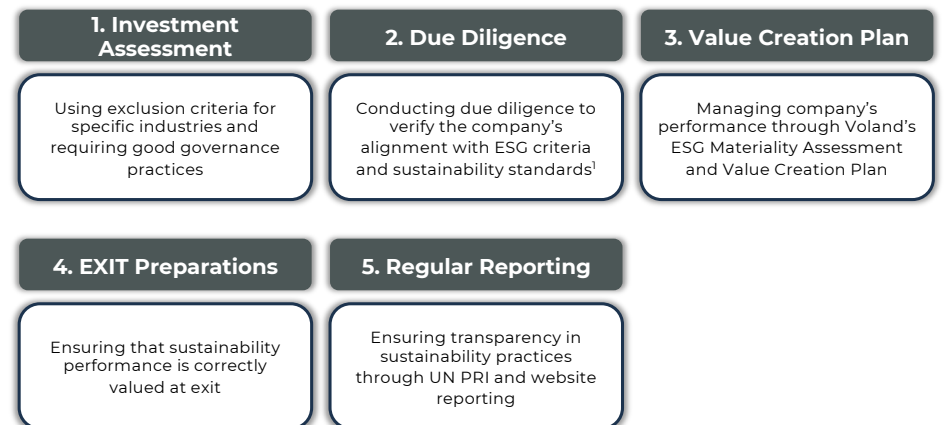 1. Investment
Assessment
Using exclusion criteria for
specific industries and
requiring good governance
practices
2. Due Diligence
Conducting due diligence to
verify the company’s
alignment with ESG criteria
and sustainability standards¹
3. Value Creation Plan
Managing company’s
performance through Voland’s
ESG Materiality Assessment
and Value Creation Plan
4. EXIT Preparations
Ensuring that sustainability
performance is correctly
valued at exit
5. Regular Reporting
Ensuring transparency in
sustainability practices
through UN PRI and website
reporting